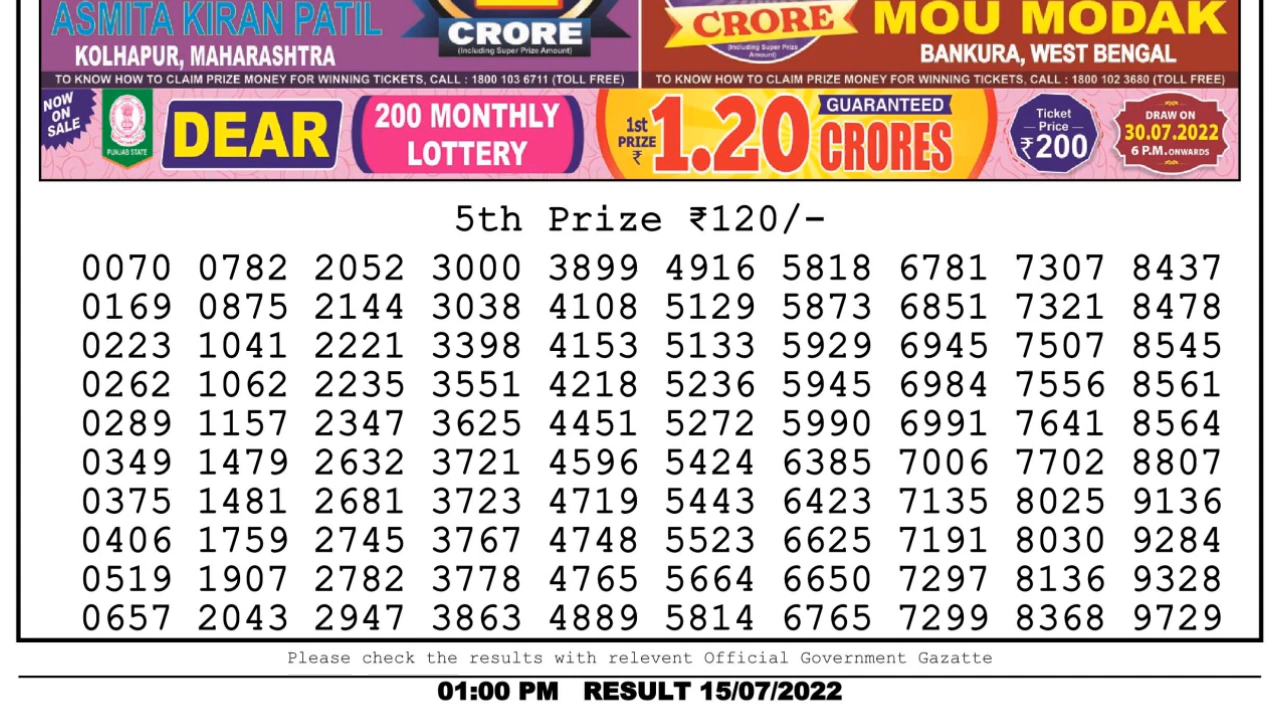 ASMITA KIRAN PATIL
KOLHAPUR, MAHARASHTRA
CRORE
(Including Super Prize Amount)
TO KNOW HOW TO CLAIM PRIZE MONEY FOR WINNING TICKETS, CALL : 1800 103 6711 (TOLL FREE)
CRORE
(Including Super Prize
Amount)
MOU MODAK
BANKURA, WEST BENGAL
TO KNOW HOW TO CLAIM PRIZE MONEY FOR WINNING TICKETS, CALL : 1800 102 3680 (TOLL FREE)
NOW
ON
SALE
PUNJAB STATE
DEAR
200 MONTHLY
LOTTERY
1st
PRIZE
₹
1.20
GUARANTEED
CRORES
Ticket
Price
₹200
DRAW ON
30.07.2022
6 P.M. ONWARDS
5th Prize ₹120/-
0070 0782 2052 3000 3899 4916 5818 6781 7307 8437
0169 0875 2144 3038 4108 5129 5873 6851 7321 8478
0223 1041 2221 3398 4153 5133 5929 6945 7507 8545
0262 1062 2235 3551 4218 5236 5945 6984 7556 8561
0289 1157 2347 3625 4451 5272 5990 6991 7641 8564
0349 1479 2632 3721 4596 5424 6385 7006 7702 8807
0375 1481 2681 3723 4719 5443 6423 7135 8025 9136
0406 1759 2745 3767 4748 5523 6625 7191 8030 9284
0519 1907 2782 3778 4765 5664 6650 7297 8136 9328
0657 2043 2947 3863 4889 5814 6765 7299 8368 9729
Please check the results with relevent Official Government Gazatte
01:00 PM RESULT 15/07/2022